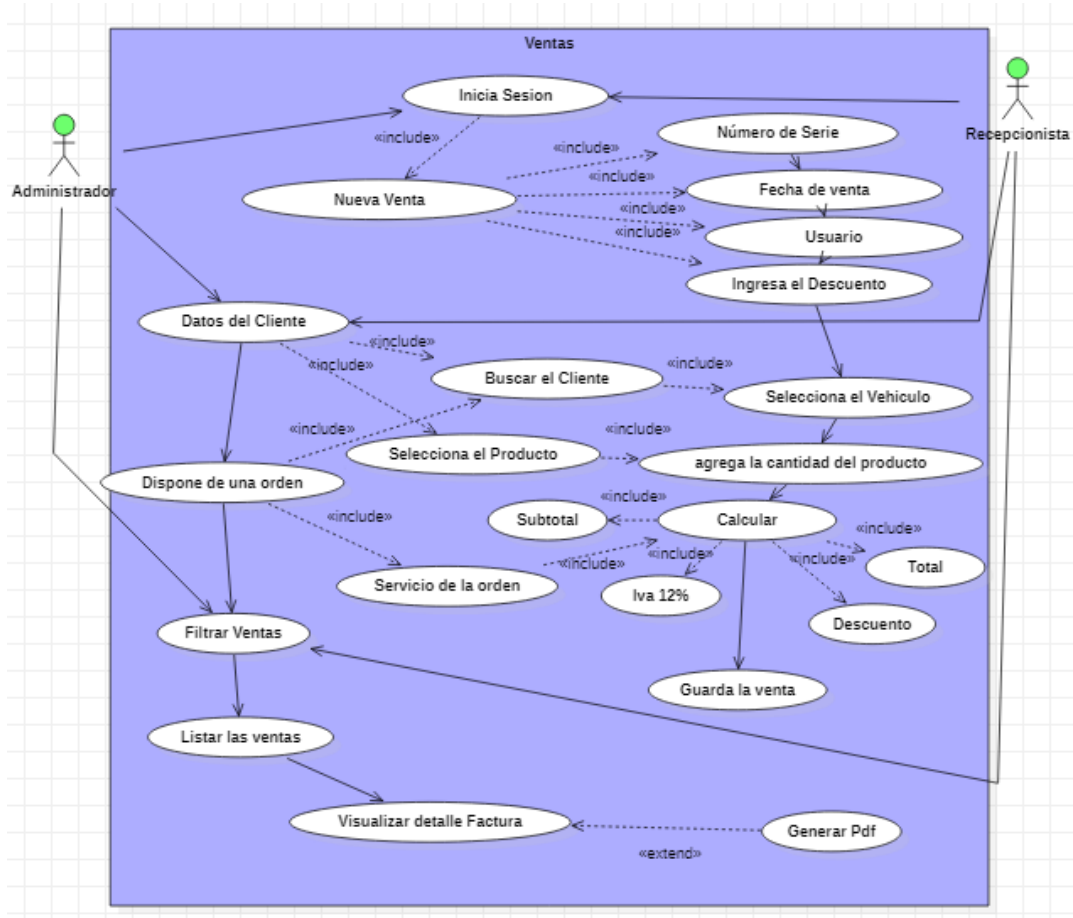 Ventas
Inicia Sesion
«include»
Número de Serie
Recepcionista
«include»
«include»
Administrador
Nueva Venta
Fecha de venta
«include»
«include»
Usuario
Ingresa el Descuento
Datos del Cliente
«include»
«include»
«include»
Buscar el Cliente
Selecciona el Vehiculo
«include»
«include»
Selecciona el Producto
agrega la cantidad del producto
Dispone de una orden
«include»
«include»
Subtotal
Calcular
«include»
«include»
«include»
«include»
Total
Servicio de la orden
Iva 12%
Descuento
Filtrar Ventas
Guarda la venta
Listar las ventas
Visualizar detalle Factura
Generar Pdf
«extend»